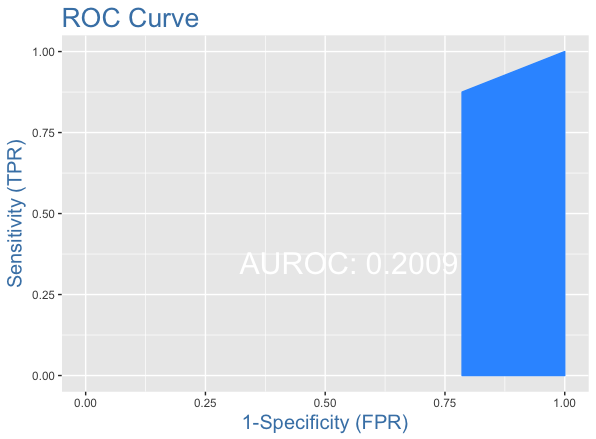 ROC Curve
1.00
0.75
0.50
0.25
0.00
Sensitivity (TPR)
AUROC: 0.2009
0.00 0.25 0.50 0.75 1.00
1-Specificity (FPR)